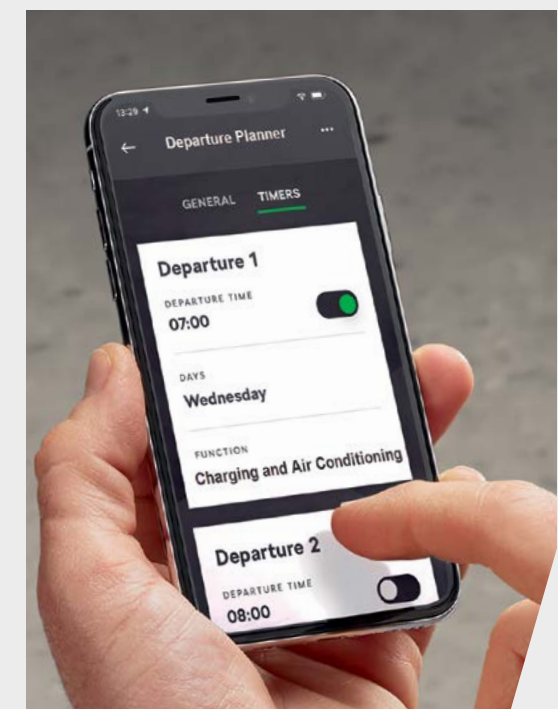 13:29
Departure Planner
GENERAL TIMERS
Departure 1
DEPARTURE TIME
07:00
DAYS
Wednesday
FUNCTION
Charging and Air Conditioning
Departure 2
DEPARTURE TIME
08:00